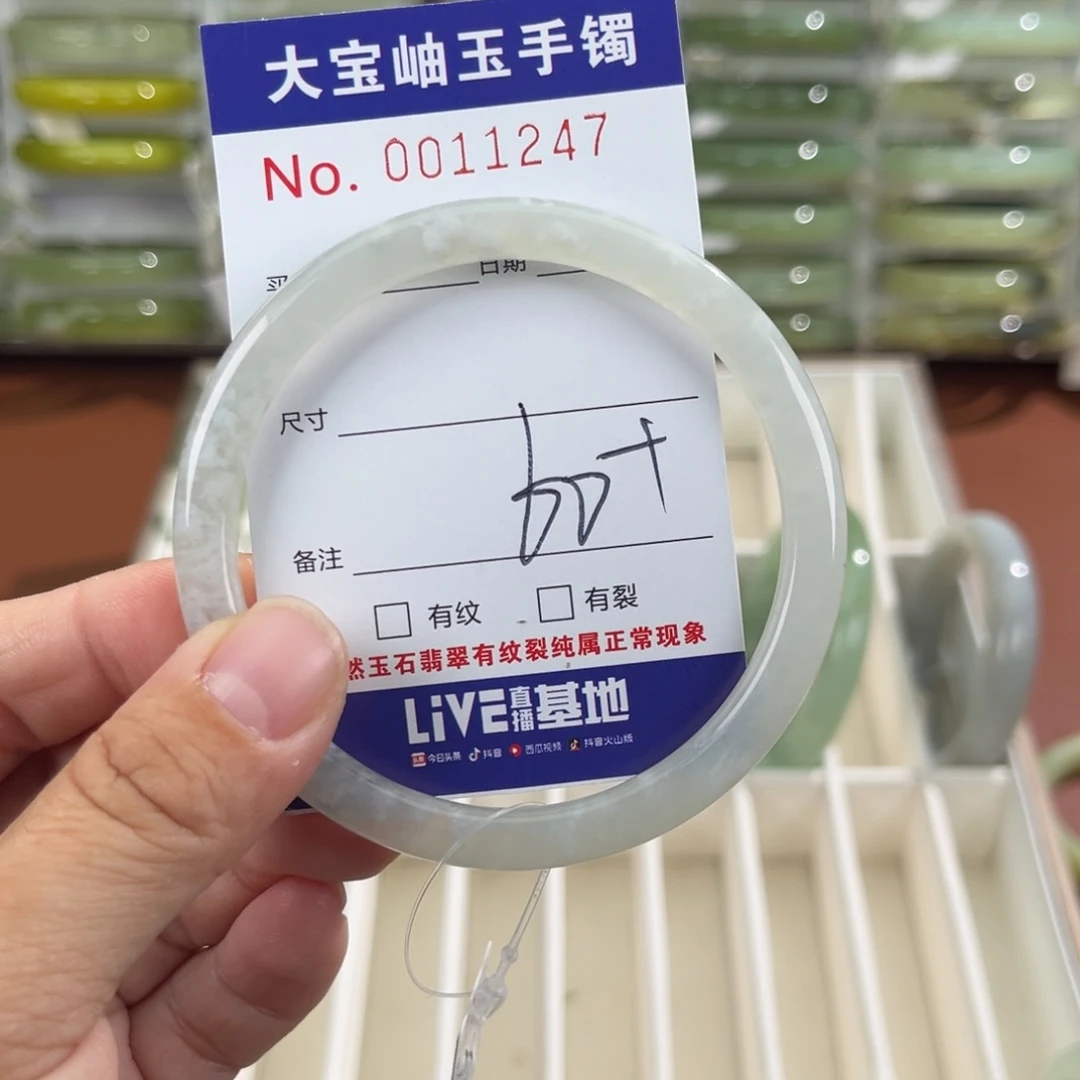 大宝岫玉手镯
No. 0011247
日期
尺寸
备注
有纹 有裂
然玉石翡翠有纹裂纯属正常现象
LiVE直播基地
今日头条 抖音 西瓜视频 抖音火山版